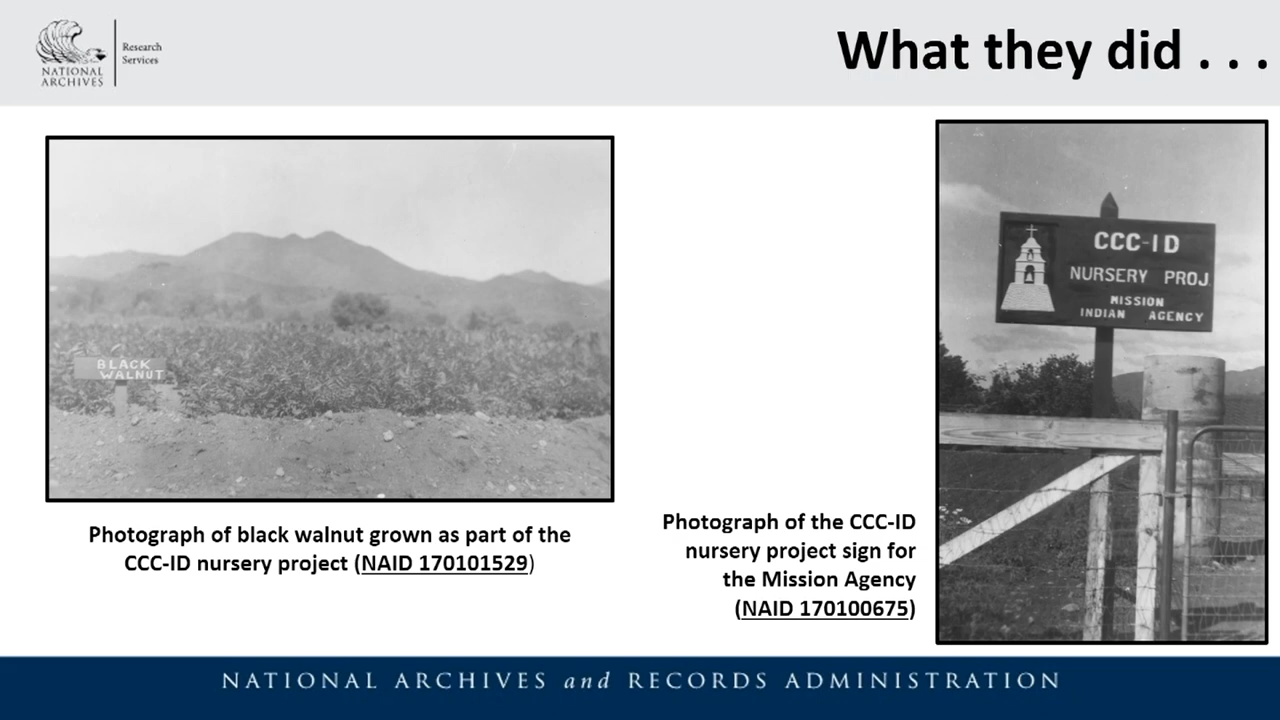 NATIONAL
ARCHIVES
Research
Services
What they did . . .
BLACK
WALNUT
Photograph of black walnut grown as part of the
CCC-ID nursery project (NAID 170101529)
CCC-ID
NURSERY PROJ.
MISSION
INDIAN AGENCY
Photograph of the CCC-ID
nursery project sign for
the Mission Agency
(NAID 170100675)
NATIONAL ARCHIVES and RECORDS ADMINISTRATION